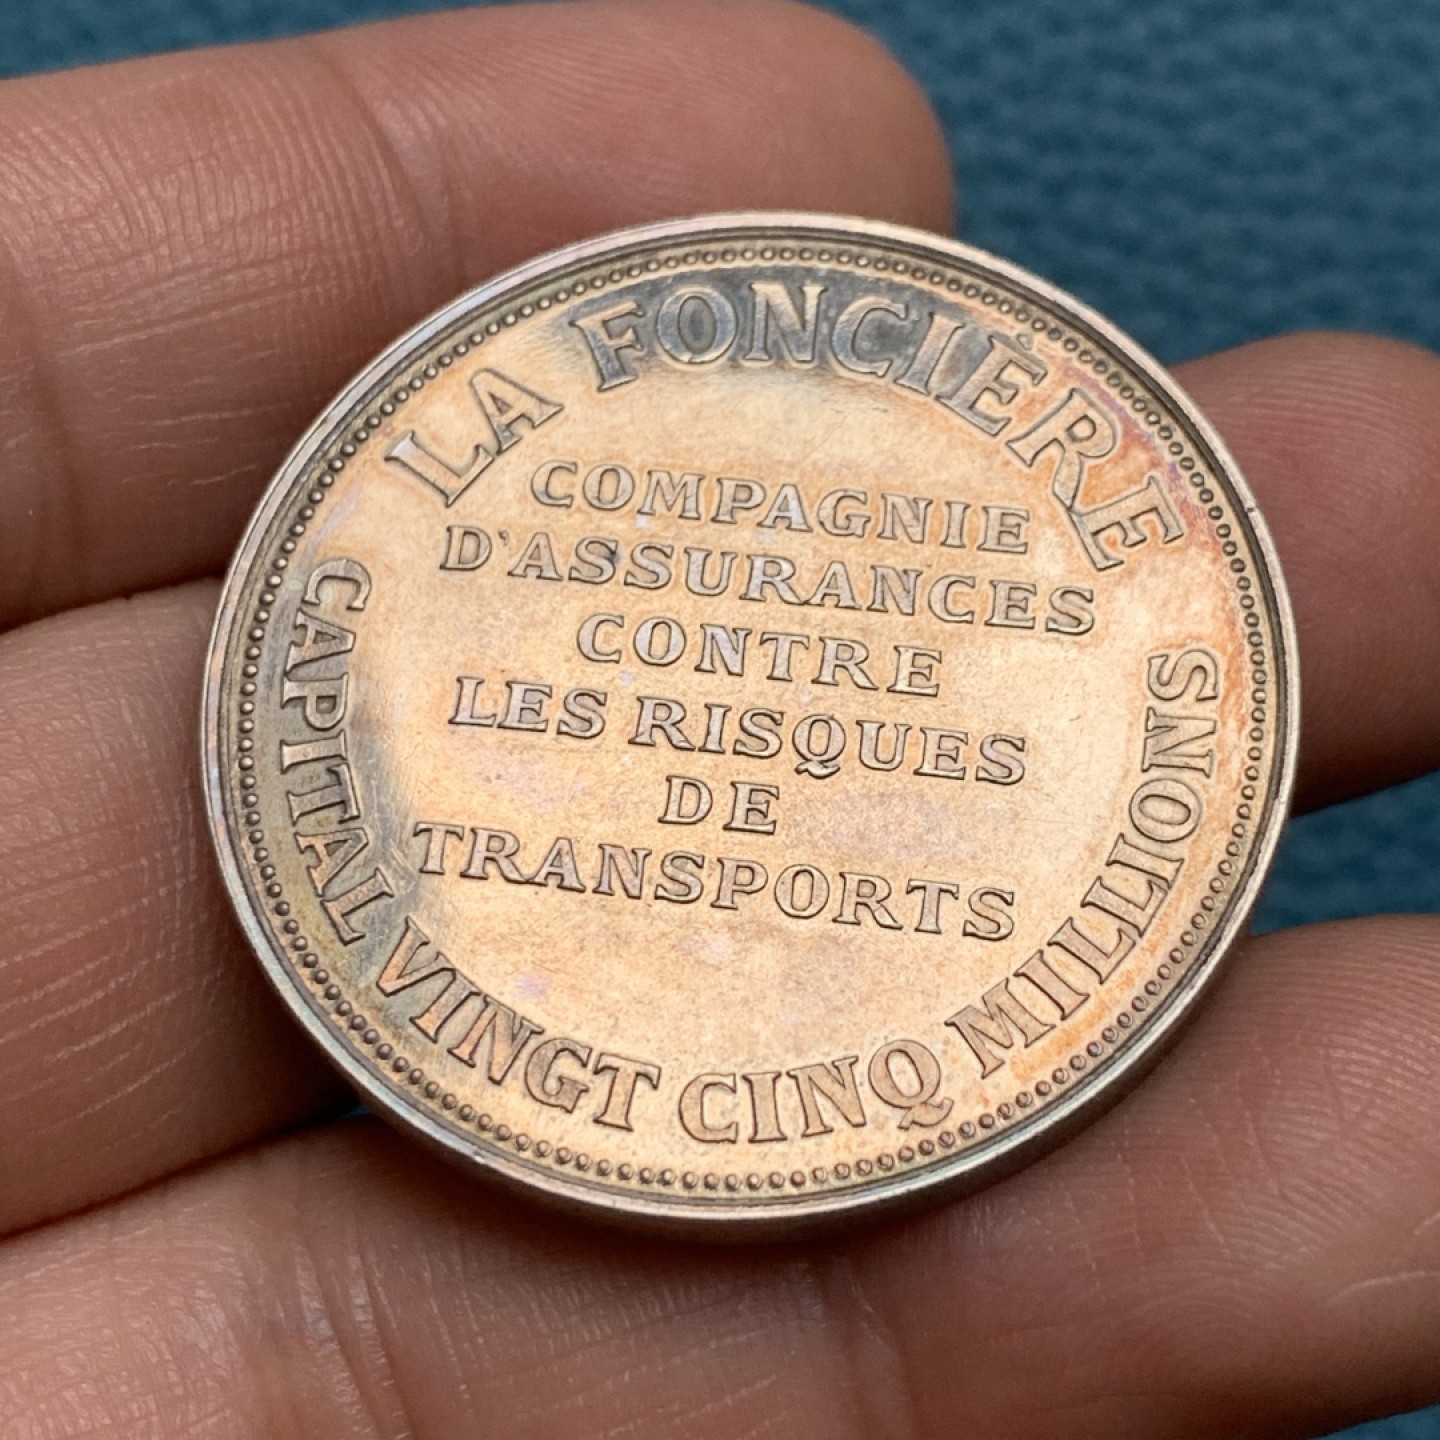 LA FONCIÈRE
COMPAGNIE
D'ASSURANCES
CONTRE
LES RISQUES
DE
TRANSPORTS
CAPITAL VINGT CINQ MILLIONS